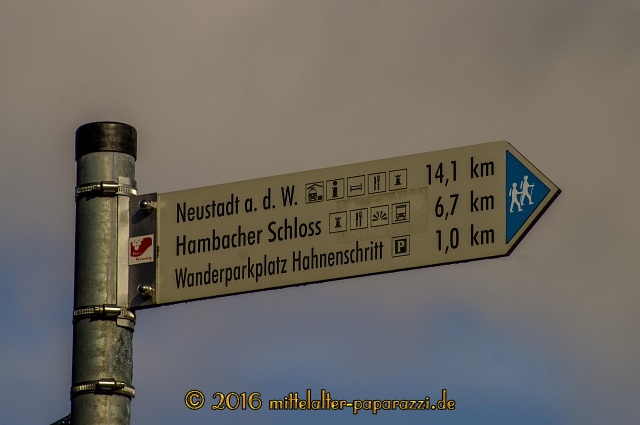 Neustadt a. d. W. 14,1 km
Hambacher Schloss 6,7 km
Wanderparkplatz Hahnenschritt P 1,0 km
© 2016 mittelalter-paparazzi.de